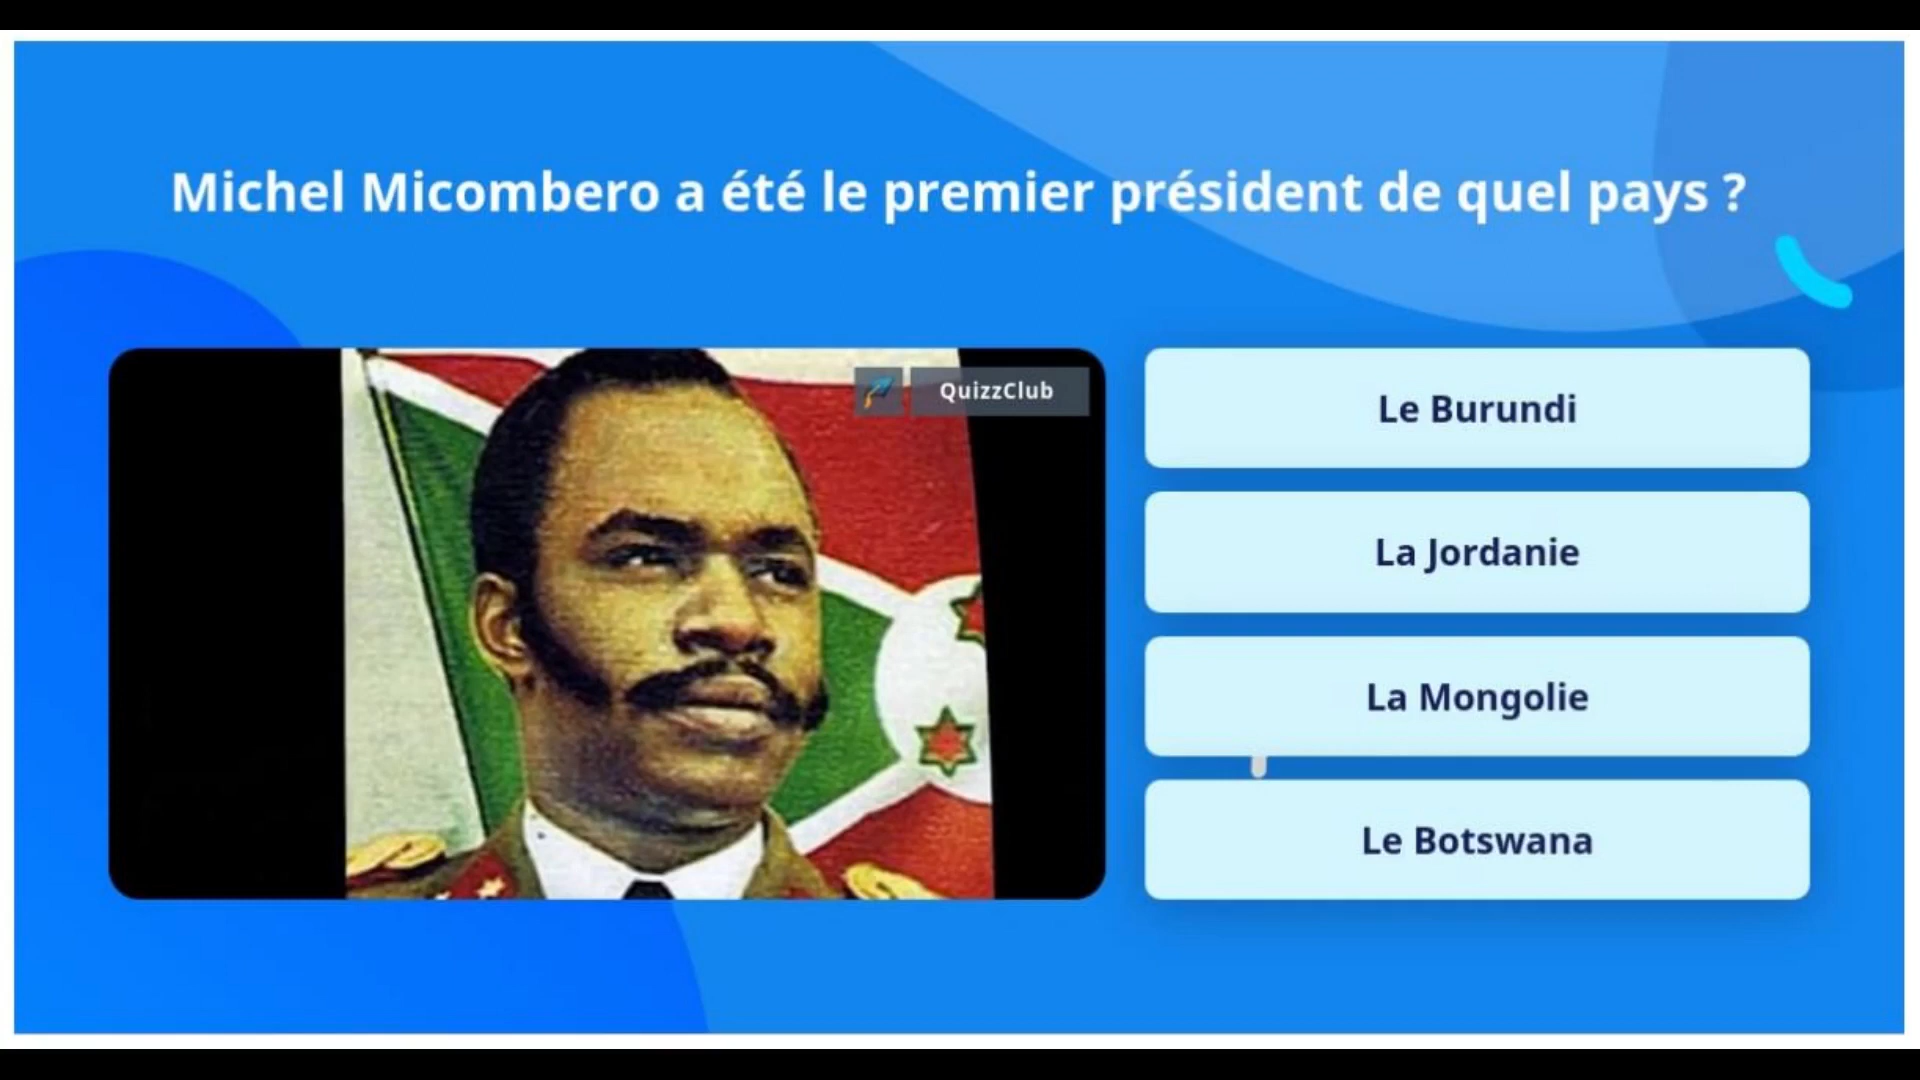 Michel Micombero a été le premier président de quel pays ?
QuizzClub
Le Burundi
La Jordanie
La Mongolie
Le Botswana